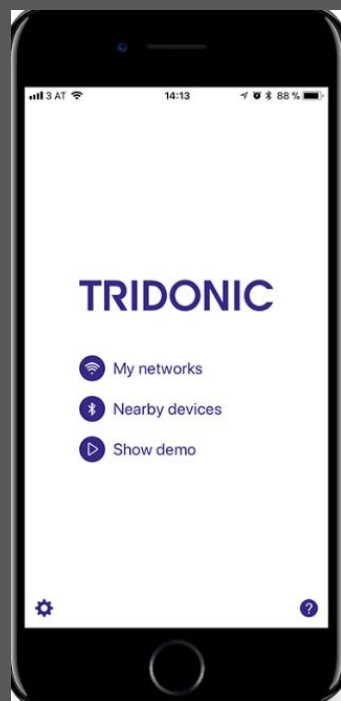 3 AT 14:13 88 %
TRIDONIC
My networks
Nearby devices
Show demo
?